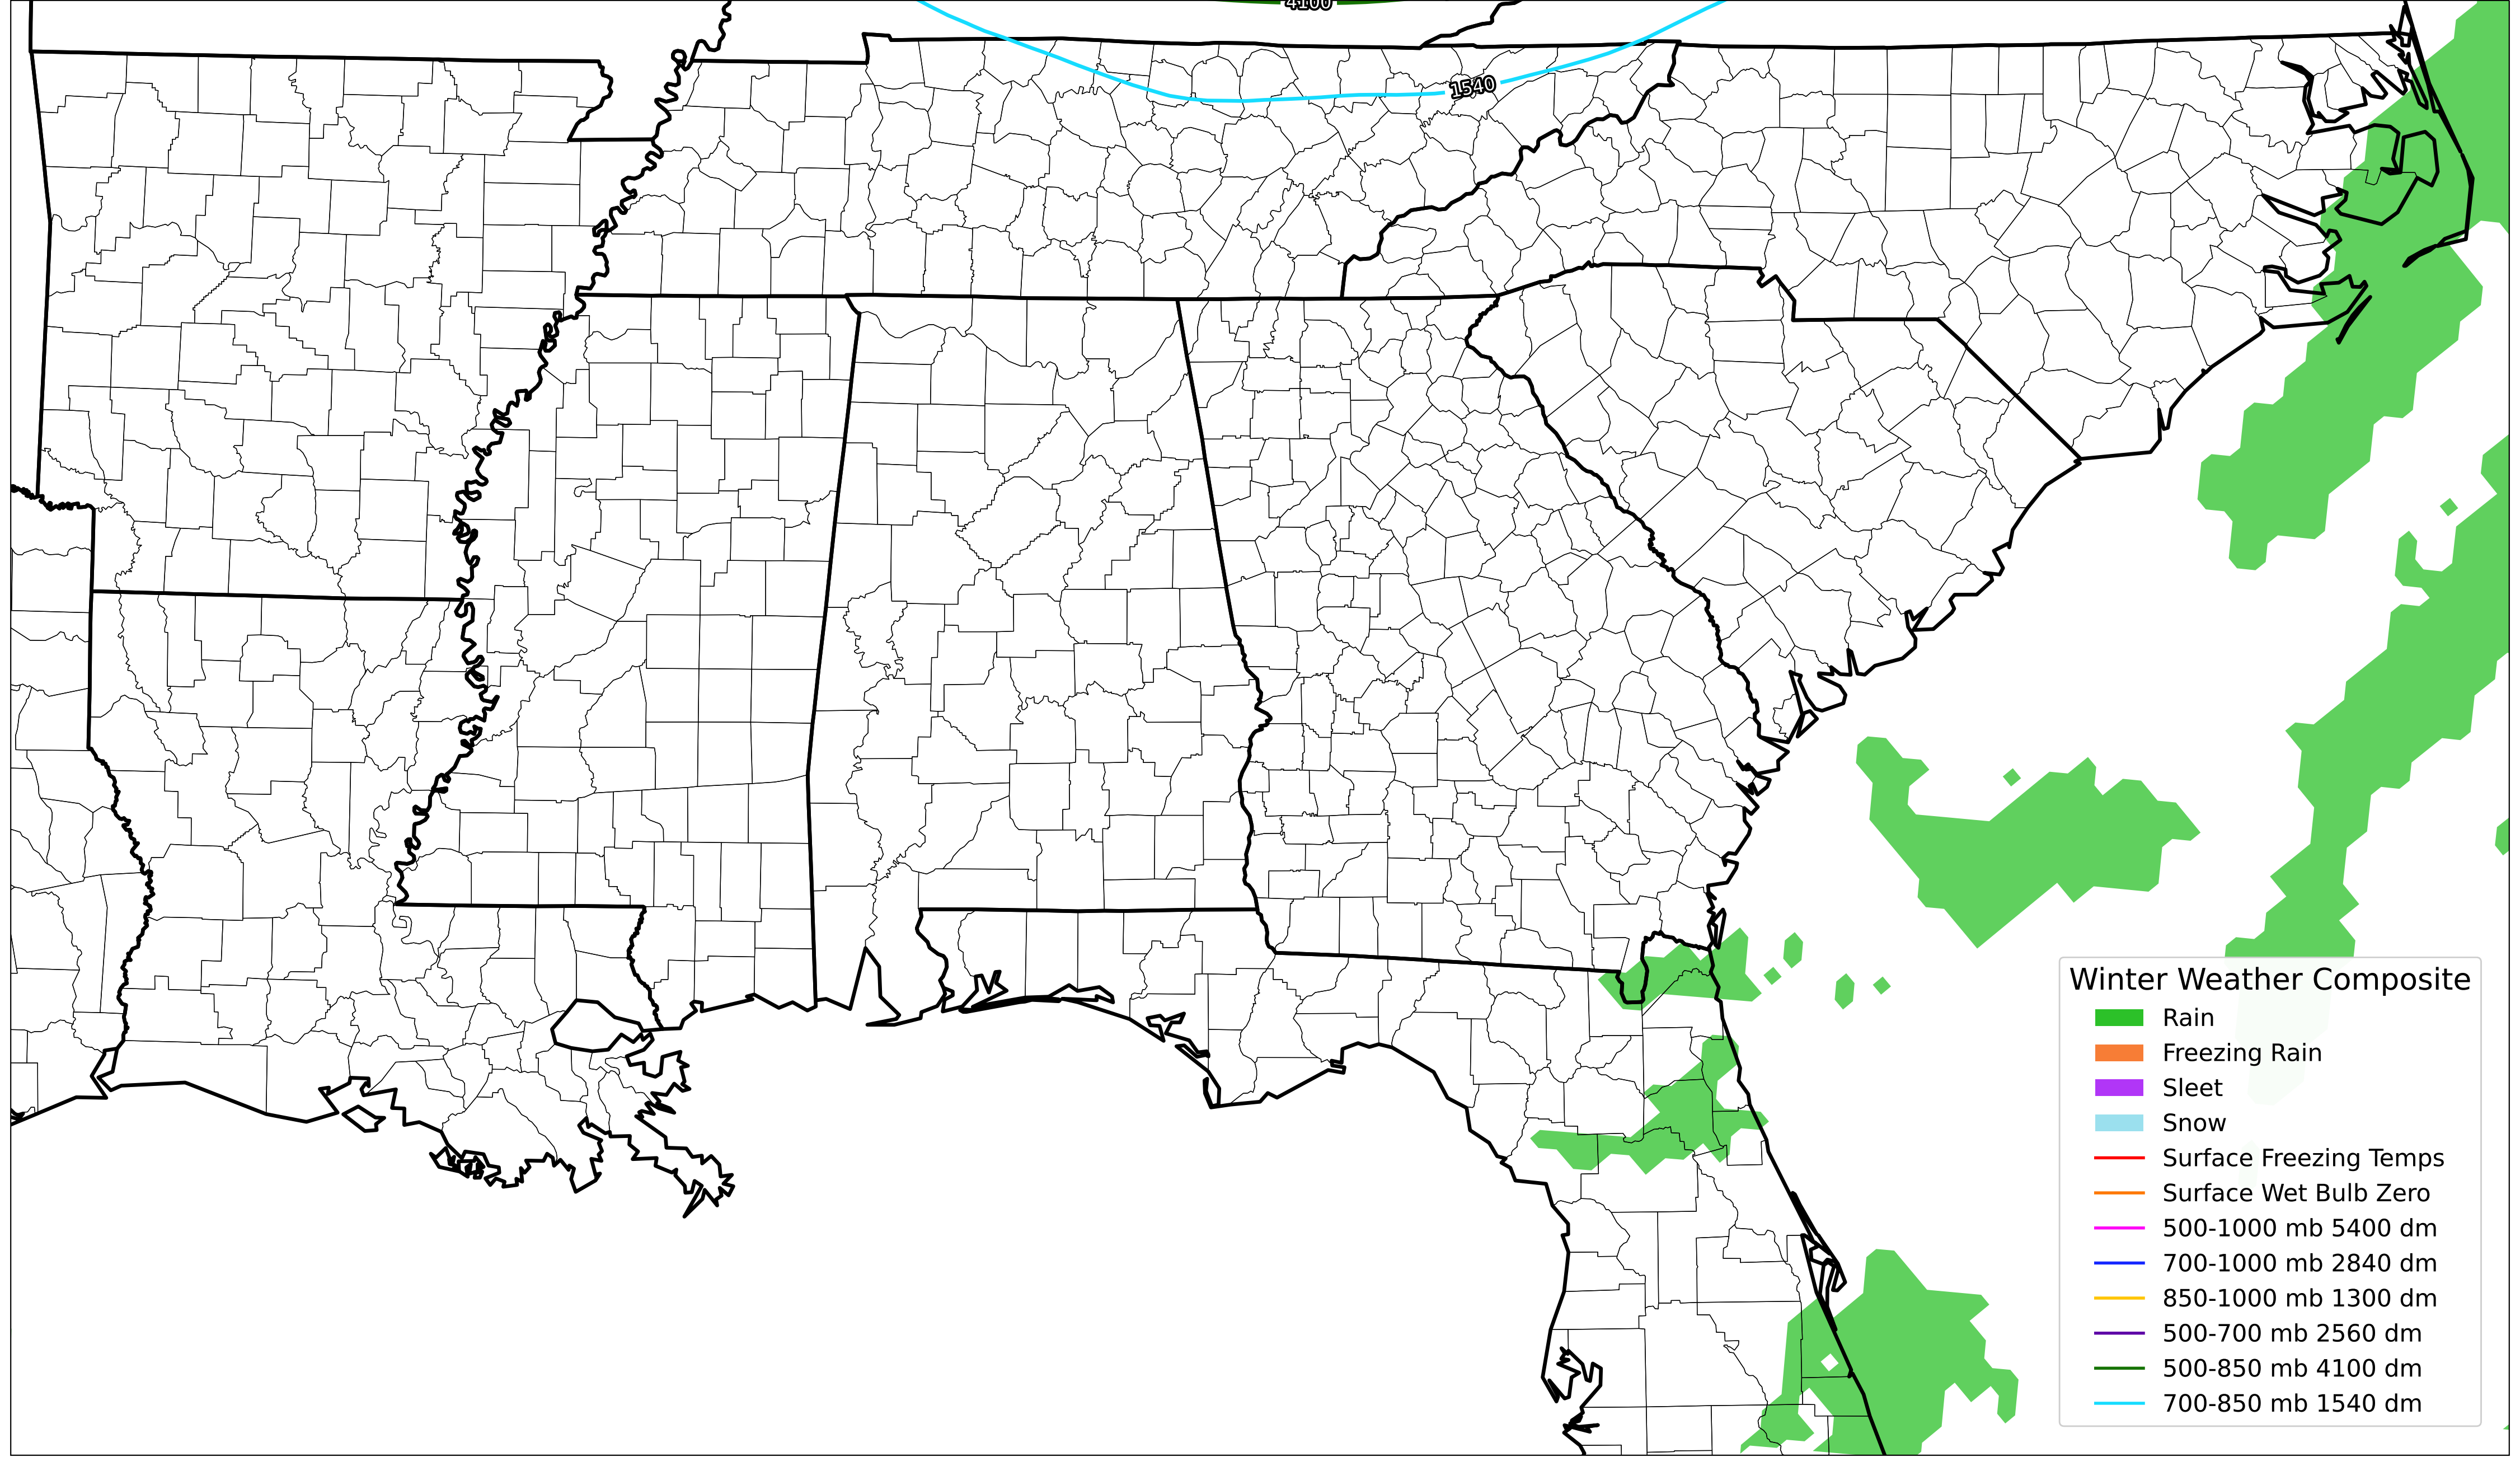 4100
1540
Winter Weather Composite
Rain
Freezing Rain
Sleet
Snow
Surface Freezing Temps
Surface Wet Bulb Zero
500-1000 mb 5400 dm
700-1000 mb 2840 dm
850-1000 mb 1300 dm
500-700 mb 2560 dm
500-850 mb 4100 dm
700-850 mb 1540 dm